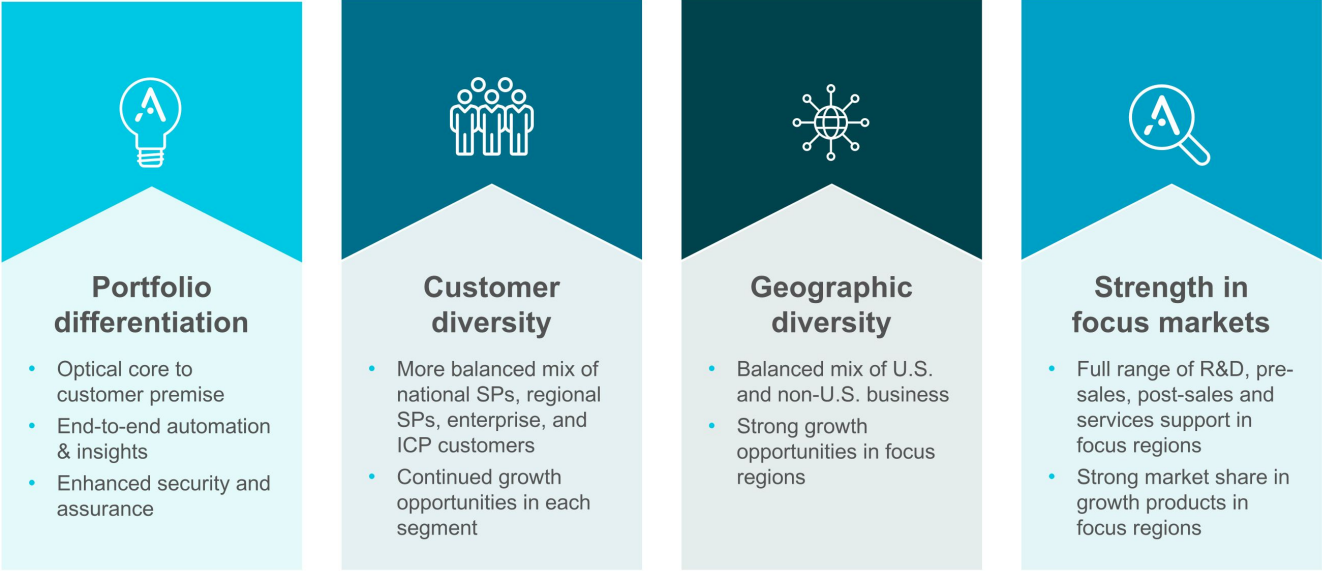 Portfolio
differentiation
• Optical core to
customer premise
• End-to-end automation
& insights
• Enhanced security and
assurance
Customer
diversity
• More balanced mix of
national SPs, regional
SPs, enterprise, and
ICP customers
• Continued growth
opportunities in each
segment
Geographic
diversity
• Balanced mix of U.S.
and non-U.S. business
• Strong growth
opportunities in focus
regions
Strength in
focus markets
• Full range of R&D, pre-
sales, post-sales and
services support in
focus regions
• Strong market share in
growth products in
focus regions